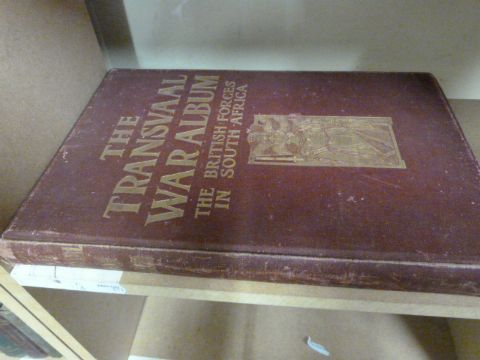 THE
TRANSVAAL
WAR ALBUM
THE BRITISH FORCES
IN SOUTH AFRICA